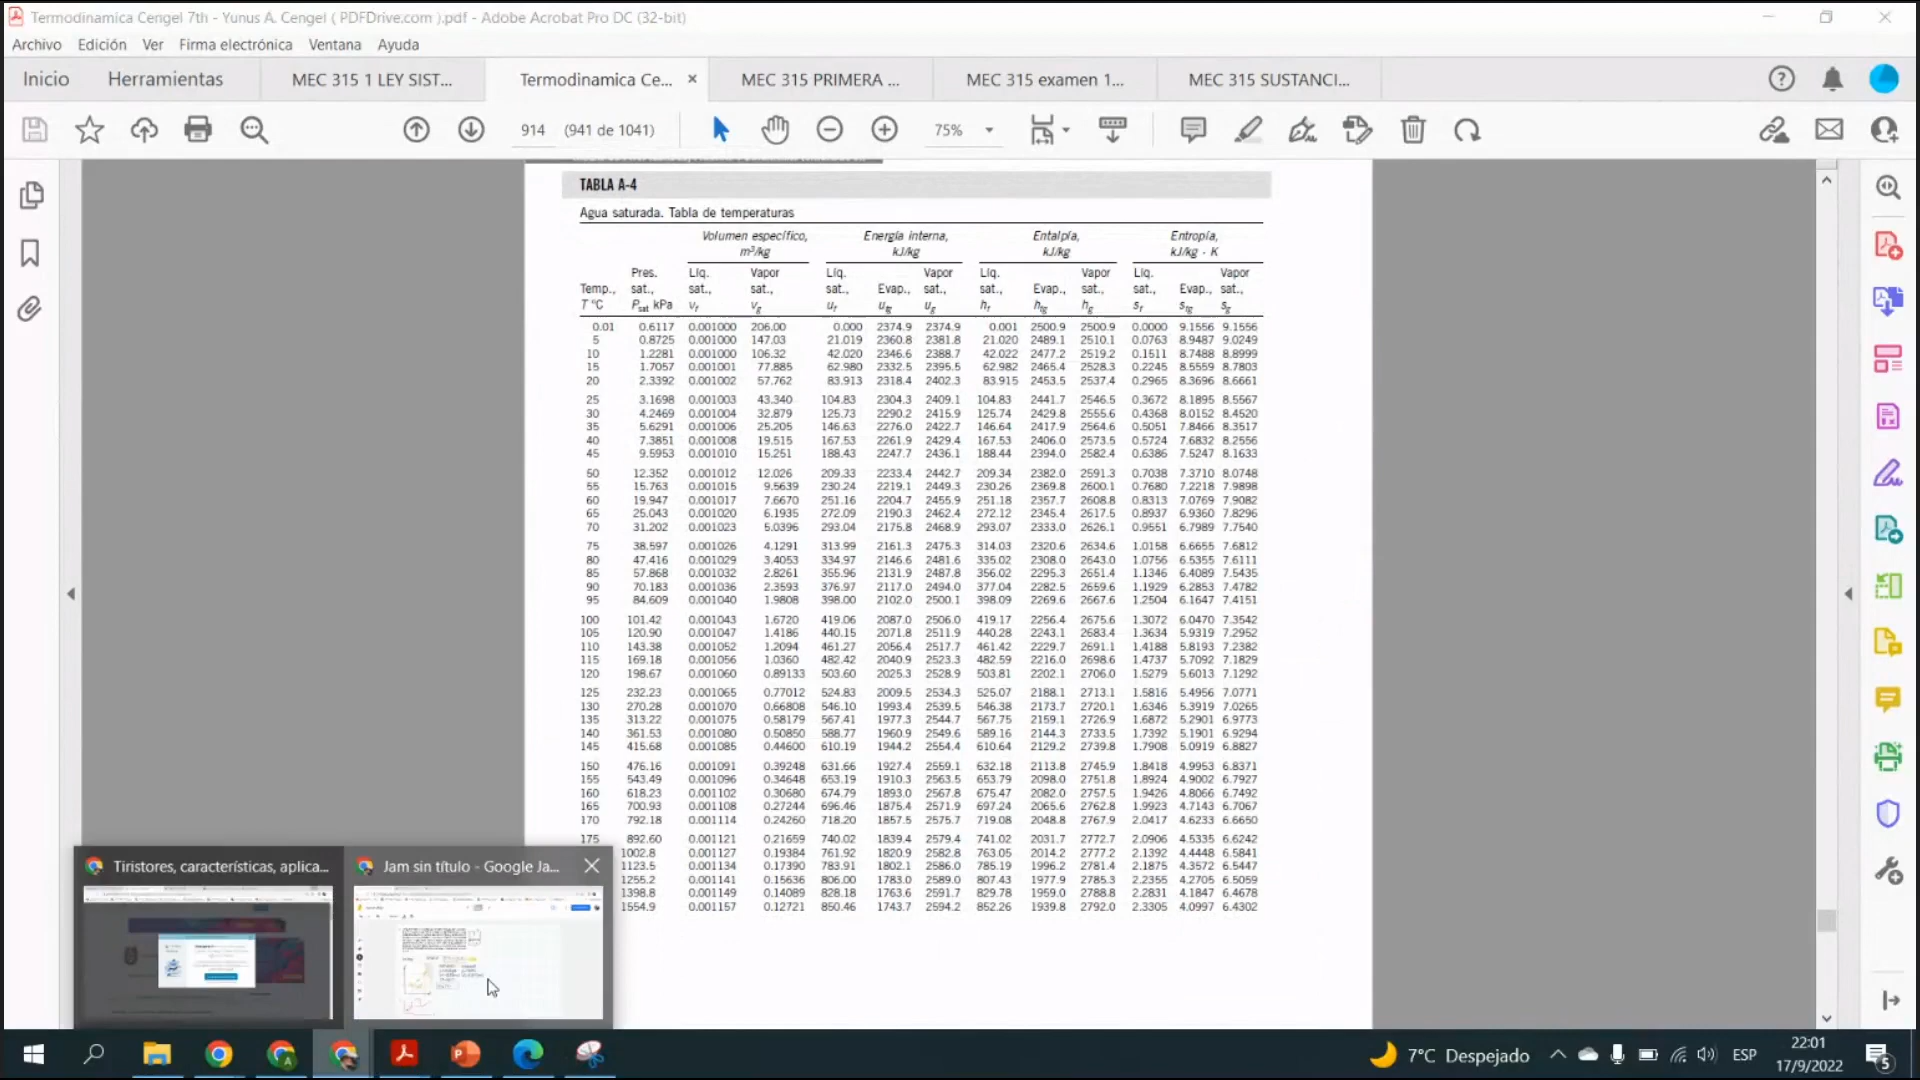 Termodinamica Cengel 7th - Yunus A. Cengel ( PDFDrive.com ).pdf - Adobe Acrobat Pro DC (32-bit)
Archivo Edición Ver Firma electrónica Ventana Ayuda
Inicio Herramientas MEC 315 1 LEY SIST... Termodinamica Ce... MEC 315 PRIMERA ... MEC 315 examen 1... MEC 315 SUSTANCI...
914 (941 de 1041) 75%
TABLA A-4
Agua saturada. Tabla de temperaturas
Volumen específico, Energía interna, Entalpía, Entropía,
m³/kg kJ/kg kJ/kg kJ/kg · K
Pres. Líq. Vapor Líq. Vapor Líq. Vapor Líq. Vapor
Temp., sat., sat., sat., sat., Evap., sat., sat., Evap., sat., sat., Evap., sat.,
T °C Psat kPa vf vg uf ufg ug hf hfg hg sf sfg sg
0.01 0.6117 0.001000 206.00 0.000 2374.9 2374.9 0.001 2500.9 2500.9 0.0000 9.1556 9.1556
5 0.8725 0.001000 147.03 21.019 2360.8 2381.8 21.020 2489.1 2510.1 0.0763 8.9487 9.0249
10 1.2281 0.001000 106.32 42.020 2346.6 2388.7 42.022 2477.2 2519.2 0.1511 8.7488 8.8999
15 1.7057 0.001001 77.885 62.980 2332.5 2395.5 62.982 2465.4 2528.3 0.2245 8.5559 8.7803
20 2.3392 0.001002 57.762 83.913 2318.4 2402.3 83.915 2453.5 2537.4 0.2965 8.3696 8.6661
25 3.1698 0.001003 43.340 104.83 2304.3 2409.1 104.83 2441.7 2546.5 0.3672 8.1895 8.5567
30 4.2469 0.001004 32.879 125.73 2290.2 2415.9 125.74 2429.8 2555.6 0.4368 8.0152 8.4520
35 5.6291 0.001006 25.205 146.63 2276.0 2422.7 146.64 2417.9 2564.6 0.5051 7.8466 8.3517
40 7.3851 0.001008 19.515 167.53 2261.9 2429.4 167.53 2406.0 2573.5 0.5724 7.6832 8.2556
45 9.5953 0.001010 15.251 188.43 2247.7 2436.1 188.44 2394.0 2582.4 0.6386 7.5247 8.1633
50 12.352 0.001012 12.026 209.33 2233.4 2442.7 209.34 2382.0 2591.3 0.7038 7.3710 8.0748
55 15.763 0.001015 9.5639 230.24 2219.1 2449.3 230.26 2369.8 2600.1 0.7680 7.2218 7.9898
60 19.947 0.001017 7.6670 251.16 2204.7 2455.9 251.18 2357.7 2608.8 0.8313 7.0769 7.9082
65 25.043 0.001020 6.1935 272.09 2190.3 2462.4 272.12 2345.4 2617.5 0.8937 6.9360 7.8296
70 31.202 0.001023 5.0396 293.04 2175.8 2468.9 293.07 2333.0 2626.1 0.9551 6.7989 7.7540
75 38.597 0.001026 4.1291 313.99 2161.3 2475.3 314.03 2320.6 2634.6 1.0158 6.6655 7.6812
80 47.416 0.001029 3.4053 334.97 2146.6 2481.6 335.02 2308.0 2643.0 1.0756 6.5355 7.6111
85 57.868 0.001032 2.8261 355.96 2131.9 2487.8 356.02 2295.3 2651.4 1.1346 6.4089 7.5435
90 70.183 0.001036 2.3593 376.97 2117.0 2494.0 377.04 2282.5 2659.6 1.1929 6.2853 7.4782
95 84.609 0.001040 1.9808 398.00 2102.0 2500.1 398.09 2269.6 2667.6 1.2504 6.1647 7.4151
100 101.42 0.001043 1.6720 419.06 2087.0 2506.0 419.17 2256.4 2675.6 1.3072 6.0470 7.3542
105 120.90 0.001047 1.4186 440.15 2071.8 2511.9 440.28 2243.1 2683.4 1.3634 5.9319 7.2952
110 143.38 0.001052 1.2094 461.27 2056.4 2517.7 461.42 2229.7 2691.1 1.4188 5.8193 7.2382
115 169.18 0.001056 1.0360 482.42 2040.9 2523.3 482.59 2216.0 2698.6 1.4737 5.7092 7.1829
120 198.67 0.001060 0.89133 503.60 2025.3 2528.9 503.81 2202.1 2706.0 1.5279 5.6013 7.1292
125 232.23 0.001065 0.77012 524.83 2009.5 2534.3 525.07 2188.1 2713.1 1.5816 5.4956 7.0771
130 270.28 0.001070 0.66808 546.10 1993.4 2539.5 546.38 2173.7 2720.1 1.6346 5.3919 7.0265
135 313.22 0.001075 0.58179 567.41 1977.3 2544.7 567.75 2159.1 2726.9 1.6872 5.2901 6.9773
140 361.53 0.001080 0.50850 588.77 1960.9 2549.6 589.16 2144.3 2733.5 1.7392 5.1901 6.9294
145 415.68 0.001085 0.44600 610.19 1944.2 2554.4 610.64 2129.2 2739.8 1.7908 5.0919 6.8827
150 476.16 0.001091 0.39248 631.66 1927.4 2559.1 632.18 2113.8 2745.9 1.8418 4.9953 6.8371
155 543.49 0.001096 0.34648 653.19 1910.3 2563.5 653.79 2098.0 2751.8 1.8924 4.9002 6.7927
160 618.23 0.001102 0.30680 674.79 1893.0 2567.8 675.47 2082.0 2757.5 1.9426 4.8066 6.7492
165 700.93 0.001108 0.27244 696.46 1875.4 2571.9 697.24 2065.6 2762.8 1.9923 4.7143 6.7067
170 792.18 0.001114 0.24260 718.20 1857.5 2575.7 719.08 2048.8 2767.9 2.0417 4.6233 6.6650
175 892.60 0.001121 0.21659 740.02 1839.4 2579.4 741.02 2031.7 2772.7 2.0906 4.5335 6.6242
1002.8 0.001127 0.19384 761.92 1820.9 2582.8 763.05 2014.2 2777.2 2.1392 4.4448 6.5841
1123.5 0.001134 0.17390 783.91 1802.1 2586.0 785.19 1996.2 2781.4 2.1875 4.3572 6.5447
1255.2 0.001141 0.15636 806.00 1783.0 2589.0 807.43 1977.9 2785.3 2.2355 4.2705 6.5059
1398.8 0.001149 0.14089 828.18 1763.6 2591.7 829.78 1959.0 2788.8 2.2831 4.1847 6.4678
1554.9 0.001157 0.12721 850.46 1743.7 2594.2 852.26 1939.8 2792.0 2.3305 4.0997 6.4302
Tiristores, características, aplica... Jam sin título - Google Ja...
7°C Despejado ESP 22:01
17/9/2022 5